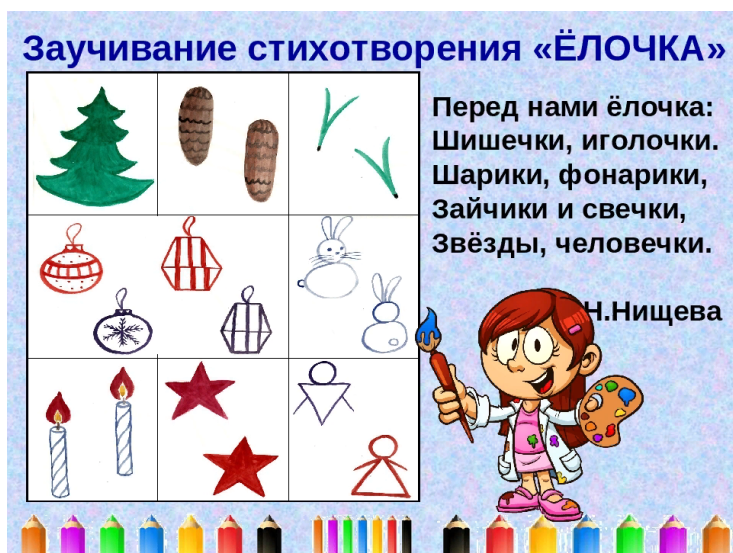 Заучивание стихотворения «ЁЛОЧКА»
Перед нами ёлочка:
Шишечки, иголочки.
Шарики, фонарики,
Зайчики и свечки,
Звёзды, человечки.
Н.Нищева